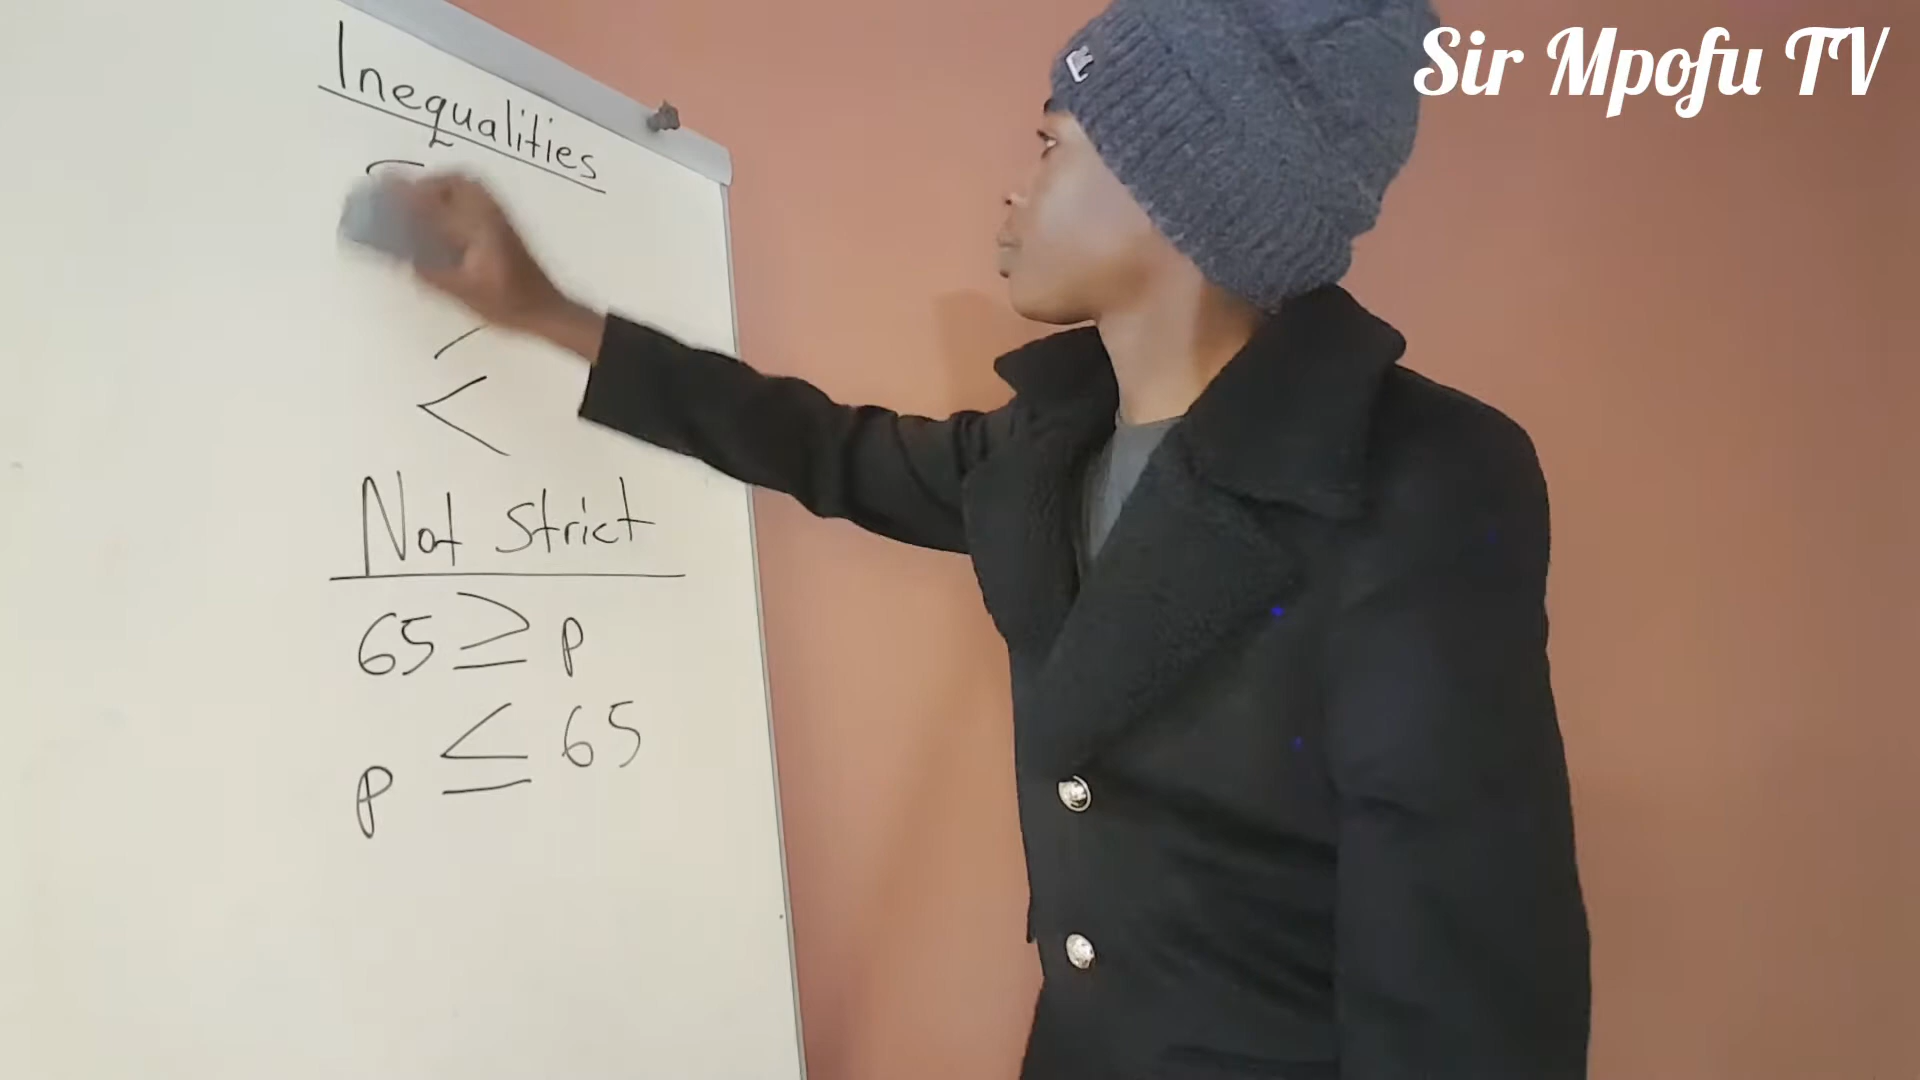 Sir Mpofu TV
Inequalities
<
Not strict
65 ≥ p
p ≤ 65